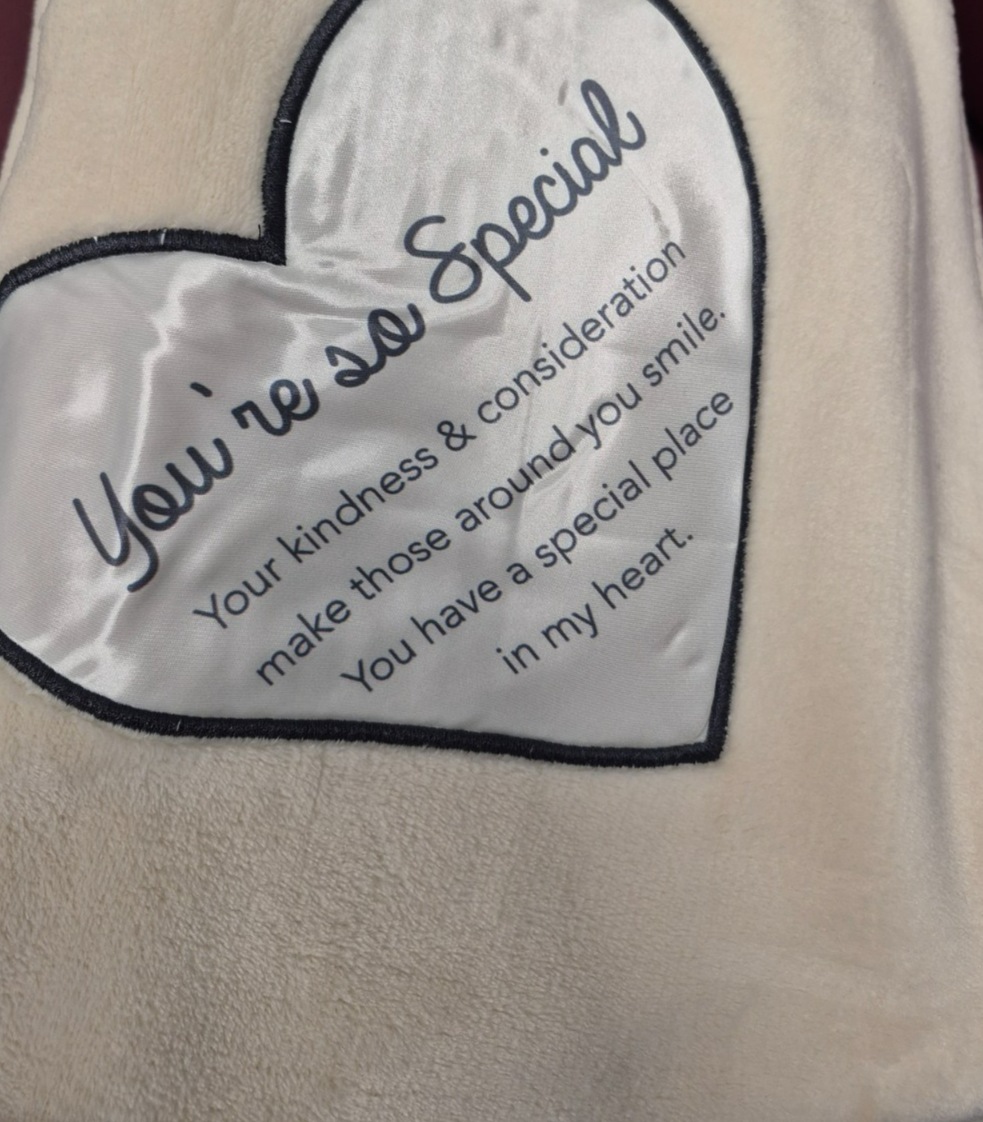 You're so Special
Your kindness & consideration
make those around you smile.
You have a special place
in my heart.